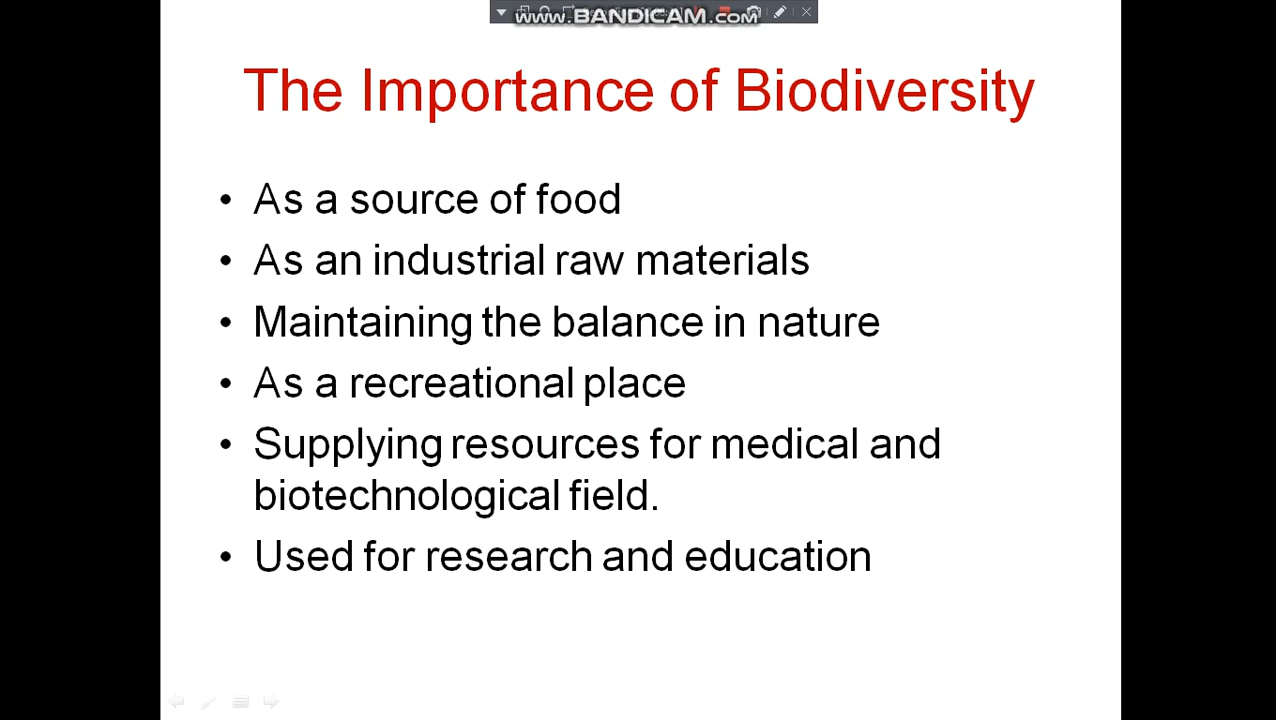 www.BANDICAM.com
The Importance of Biodiversity
• As a source of food
• As an industrial raw materials
• Maintaining the balance in nature
• As a recreational place
• Supplying resources for medical and
biotechnological field.
• Used for research and education